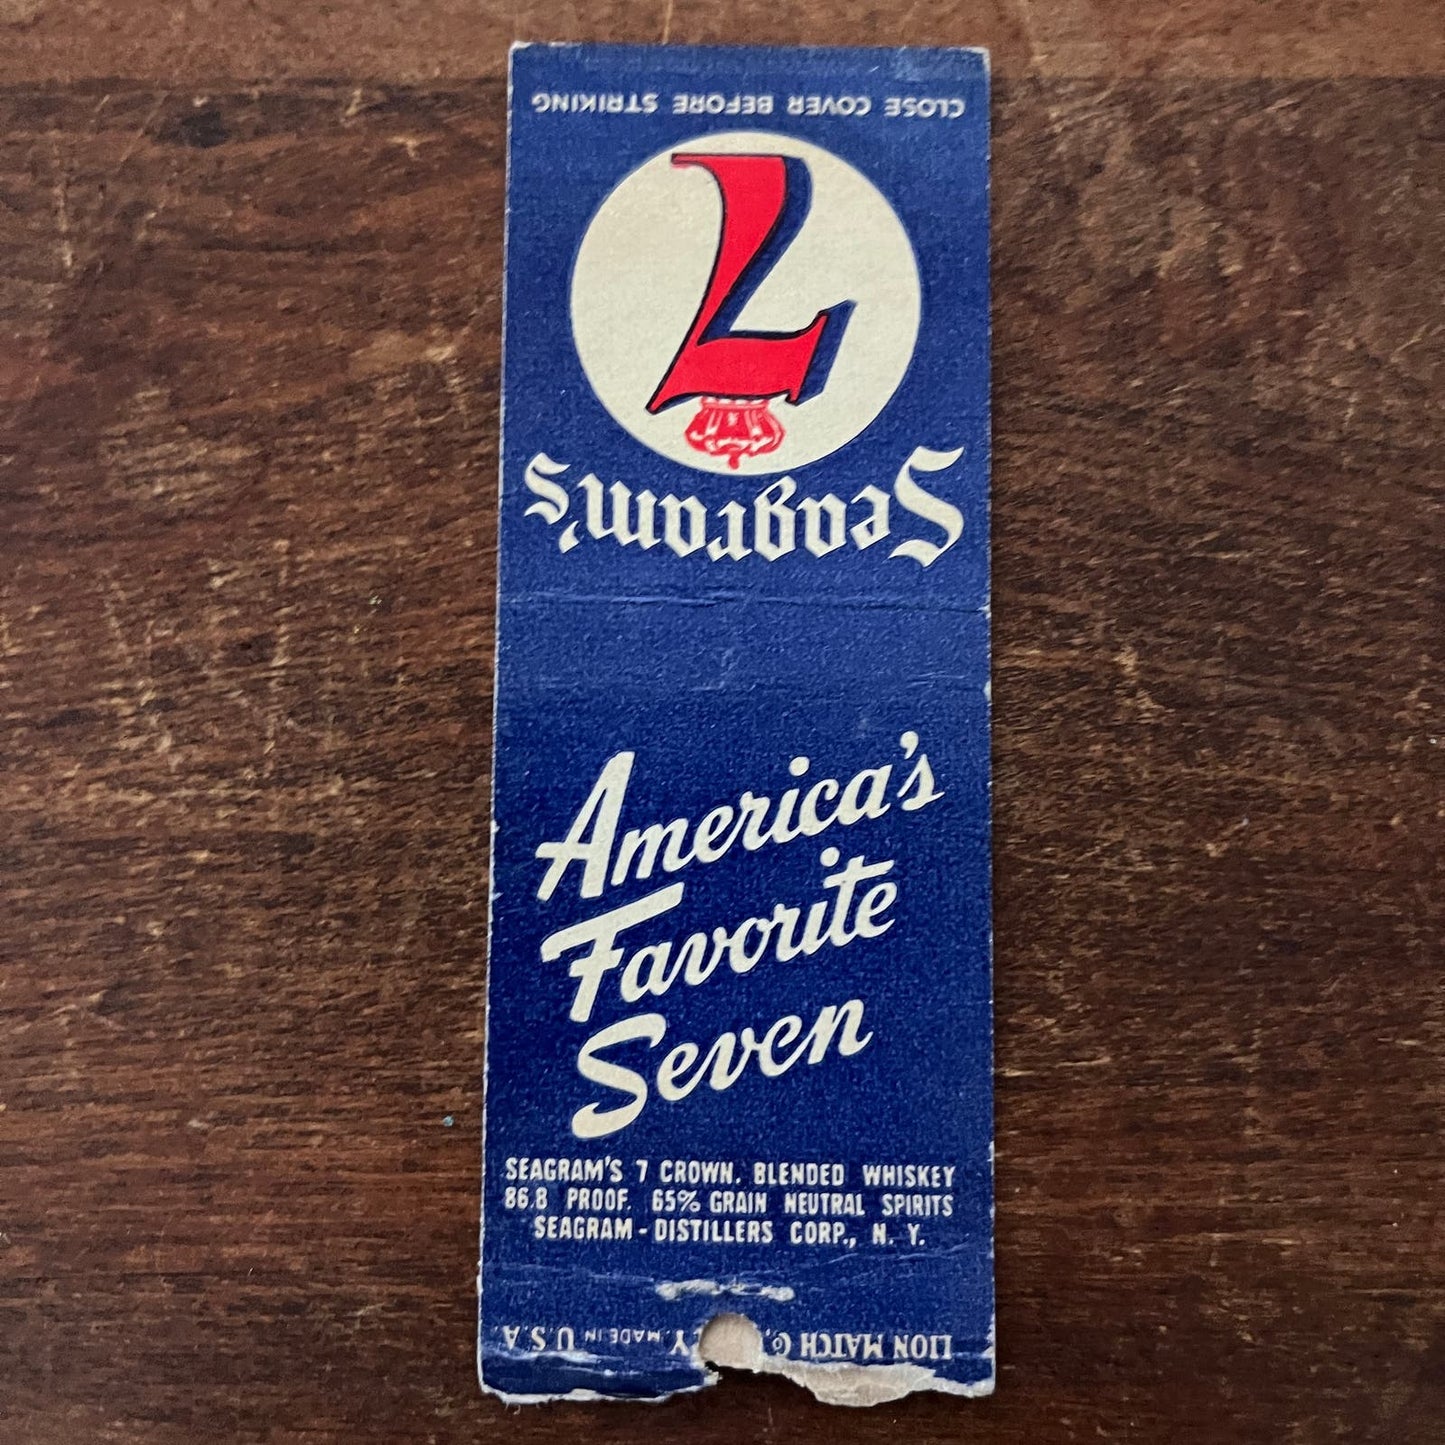 CLOSE COVER BEFORE STRIKING
7
Seagram's
America's
Favorite
Seven
SEAGRAM'S 7 CROWN. BLENDED WHISKEY
86.8 PROOF. 65% GRAIN NEUTRAL SPIRITS
SEAGRAM-DISTILLERS CORP., N. Y.
LION MATCH Co., Y. MADE IN U.S.A.